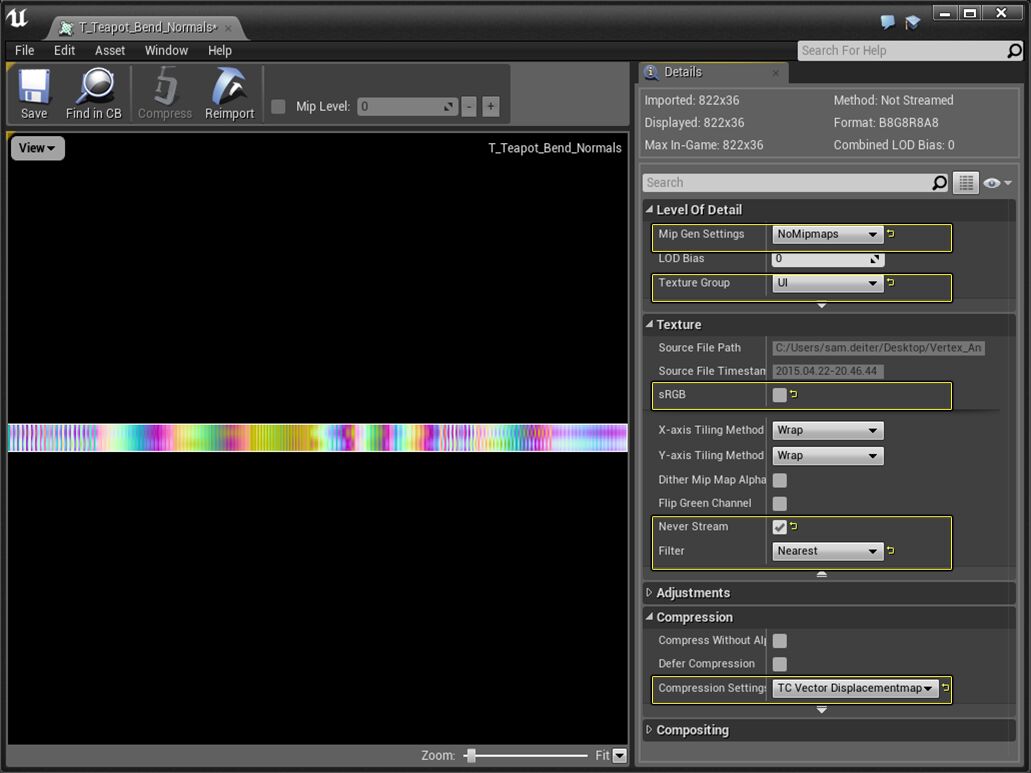 T_Teapot_Bend_Normals*
File Edit Asset Window Help
Search For Help
Save Find in CB Compress Reimport Mip Level: 0 - +
View
T_Teapot_Bend_Normals
Zoom: Fit
Details
Imported: 822x36 Method: Not Streamed
Displayed: 822x36 Format: B8G8R8A8
Max In-Game: 822x36 Combined LOD Bias: 0
Search
Level Of Detail
Mip Gen Settings NoMipmaps
LOD Bias 0
Texture Group UI
Texture
Source File Path C:/Users/sam.deiter/Desktop/Vertex_An
Source File Timestam 2015.04.22-20.46.44
sRGB
X-axis Tiling Method Wrap
Y-axis Tiling Method Wrap
Dither Mip Map Alpha
Flip Green Channel
Never Stream
Filter Nearest
Adjustments
Compression
Compress Without Alp
Defer Compression
Compression Settings TC Vector Displacementmap
Compositing